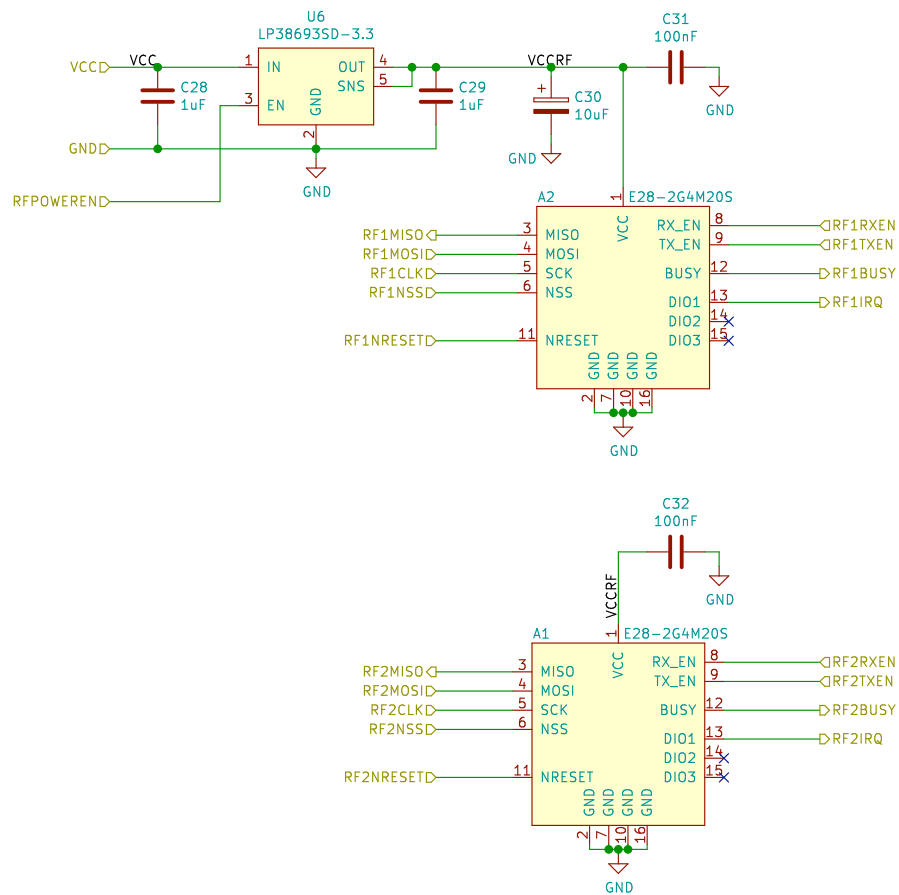 U6
LP38693SD-3.3
C31
100nF
VCC
VCC
1
IN
OUT
4
VCCRF
SNS
5
C28
1uF
3
EN
GND
2
C29
1uF
+
C30
10uF
GND
GND
GND
GND
RFPOWEREN
A2
E28-2G4M20S
1
VCC
RF1MISO
3
MISO
RX_EN
8
RF1RXEN
RF1MOSI
4
MOSI
TX_EN
9
RF1TXEN
RF1CLK
5
SCK
BUSY
12
RF1BUSY
RF1NSS
6
NSS
DIO1
13
RF1IRQ
DIO2
14
RF1NRESET
11
NRESET
DIO3
15
GND
GND
GND
GND
2
7
10
16
GND
C32
100nF
GND
VCCRF
A1
E28-2G4M20S
1
VCC
RF2MISO
3
MISO
RX_EN
8
RF2RXEN
RF2MOSI
4
MOSI
TX_EN
9
RF2TXEN
RF2CLK
5
SCK
BUSY
12
RF2BUSY
RF2NSS
6
NSS
DIO1
13
RF2IRQ
DIO2
14
RF2NRESET
11
NRESET
DIO3
15
GND
GND
GND
GND
2
7
10
16
GND